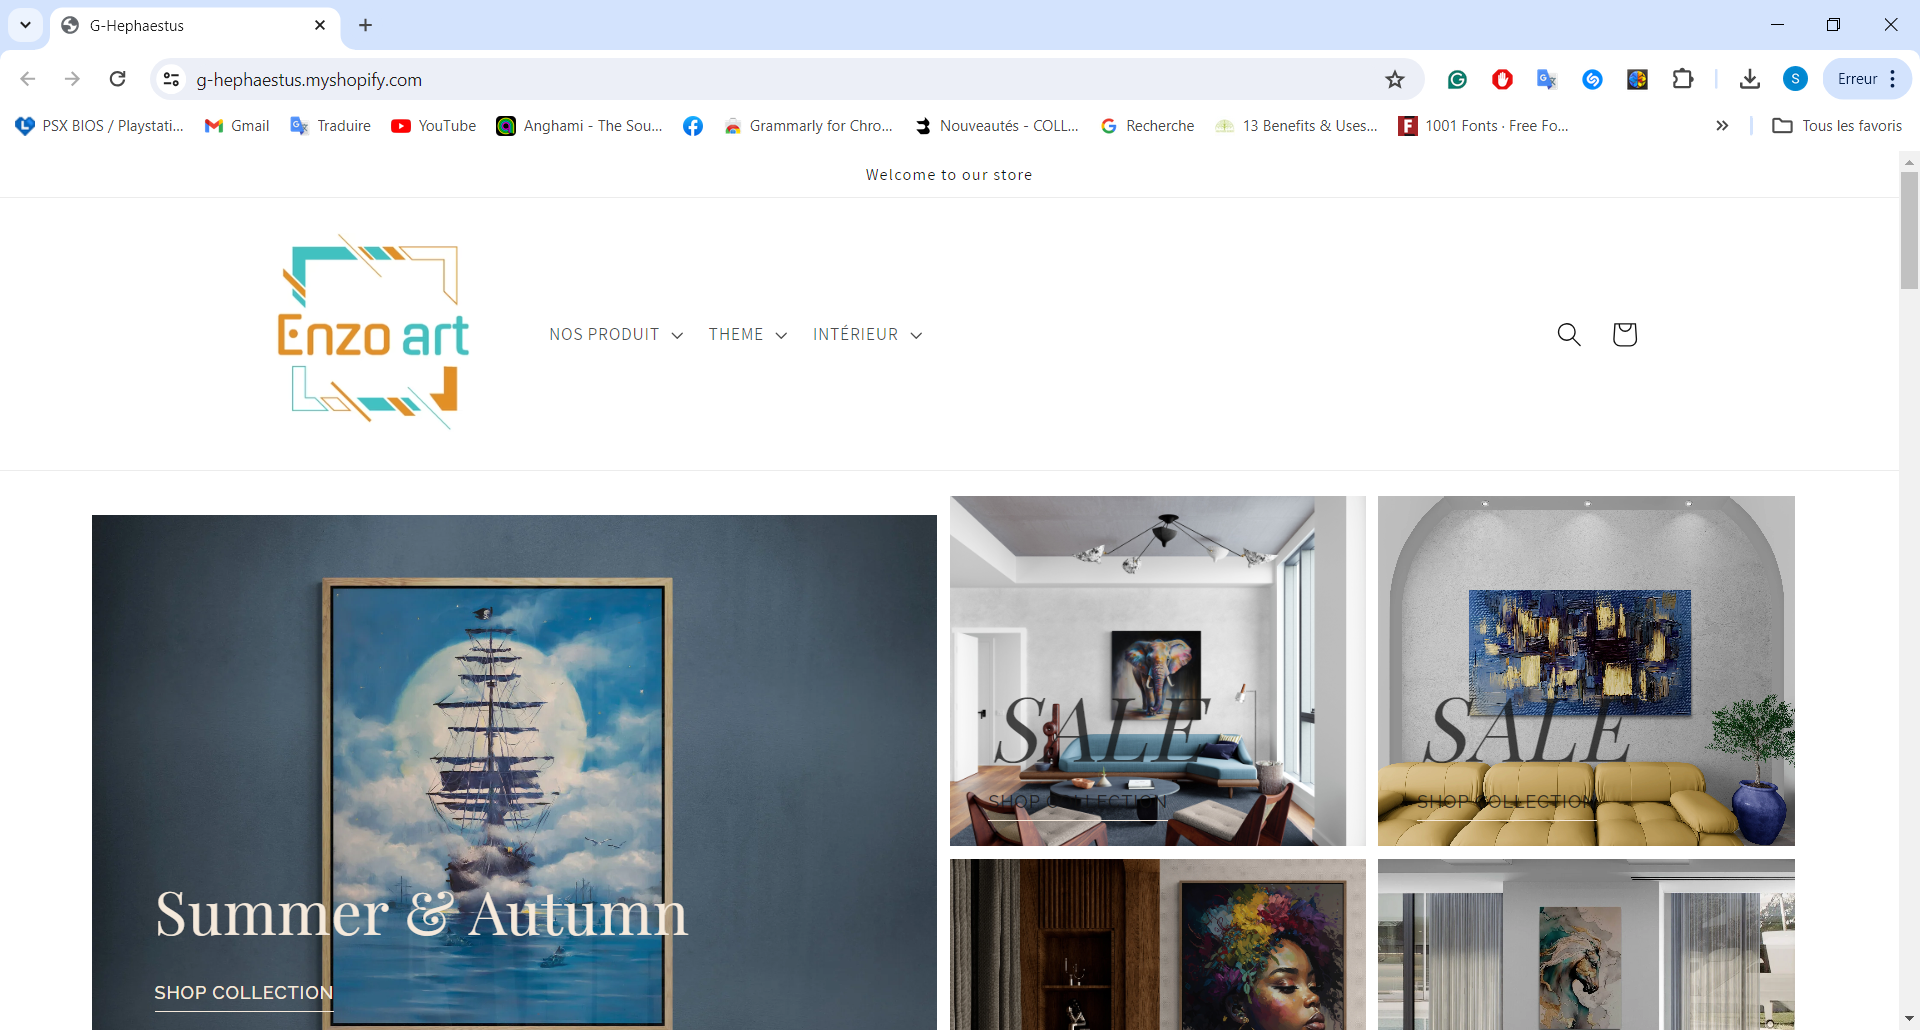 G-Hephaestus
g-hephaestus.myshopify.com
S
Erreur
PSX BIOS / Playstati...
Gmail
Traduire
YouTube
Anghami - The Sou...
Grammarly for Chro...
Nouveautés - COLL...
Recherche
13 Benefits & Uses...
1001 Fonts · Free Fo...
Tous les favoris
Welcome to our store
Enzo art
NOS PRODUIT
THEME
INTÉRIEUR
SALE
SHOP COLLECTION
SALE
SHOP COLLECTION
Summer & Autumn
SHOP COLLECTION